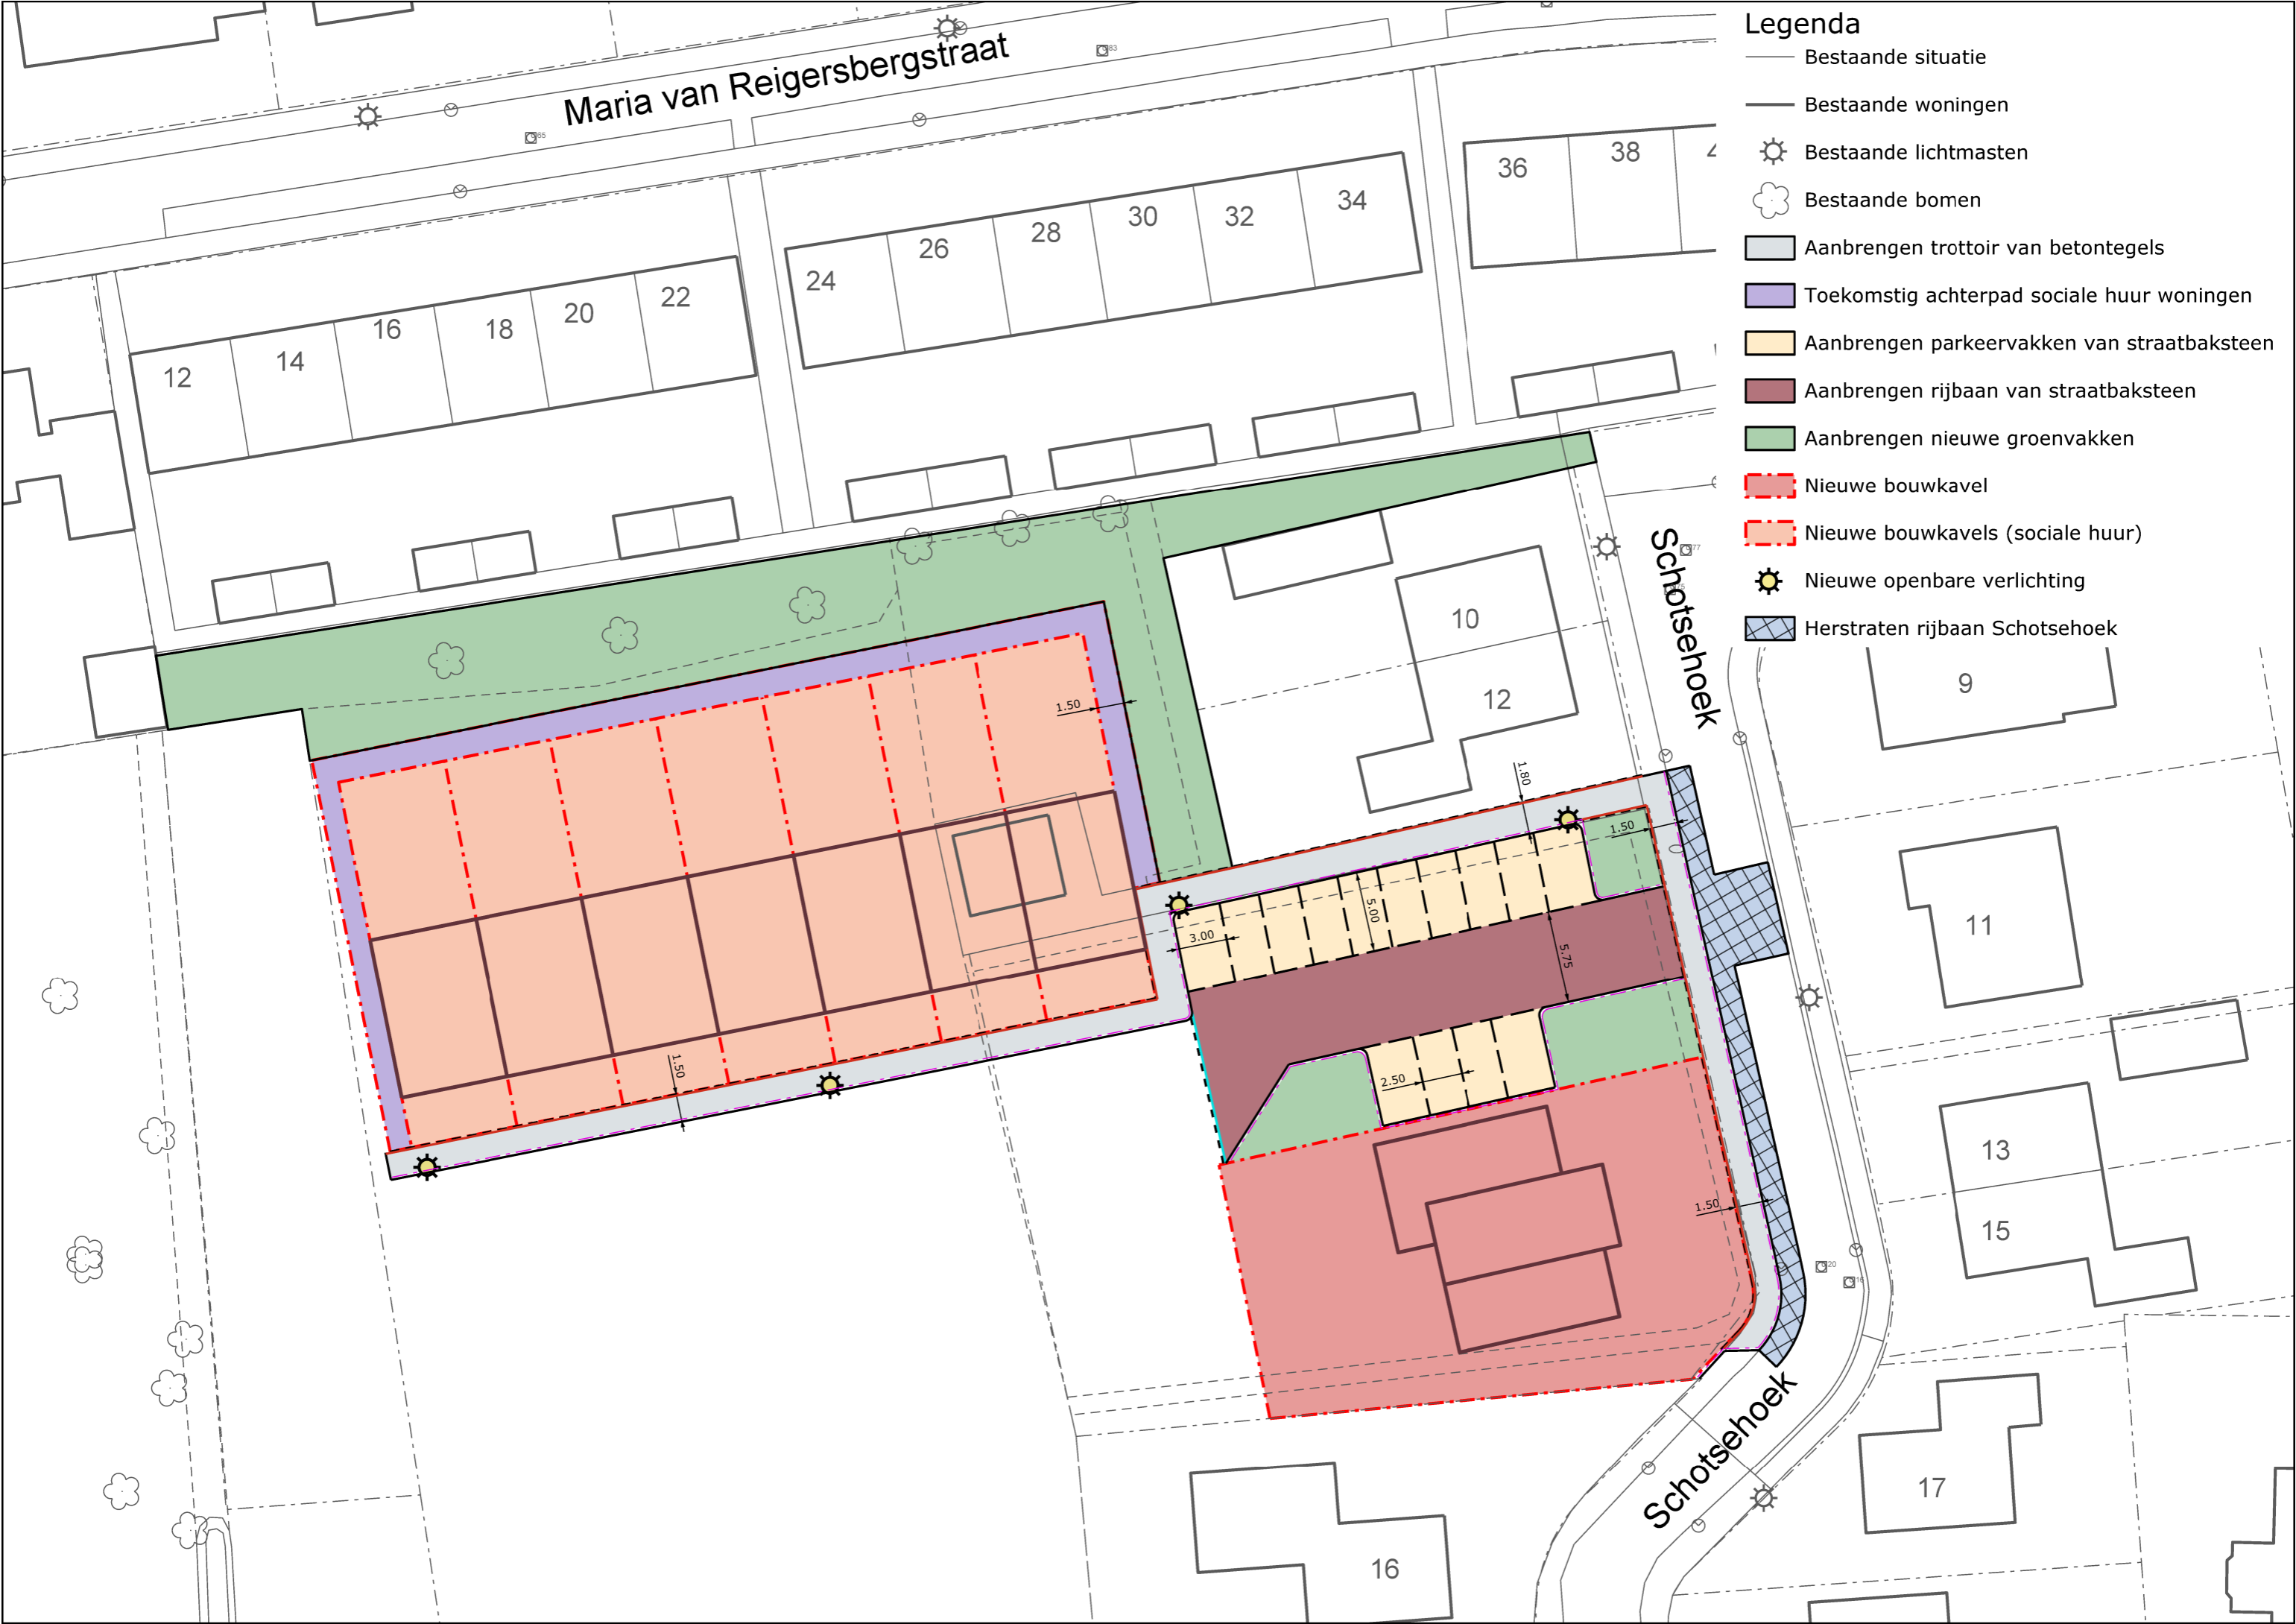 Maria van Reigersbergstraat
Legenda
Bestaande situatie
Bestaande woningen
Bestaande lichtmasten
Bestaande bomen
Aanbrengen trottoir van betontegels
Toekomstig achterpad sociale huur woningen
Aanbrengen parkeervakken van straatbaksteen
Aanbrengen rijbaan van straatbaksteen
Aanbrengen nieuwe groenvakken
Nieuwe bouwkavel
Nieuwe bouwkavels (sociale huur)
Nieuwe openbare verlichting
Herstraten rijbaan Schotsehoek
12
14
16
18
20
22
24
26
28
30
32
34
36
38
Schotsehoek
10
12
9
11
13
15
17
16
1.50
1.80
1.50
3.00
5.00
5.75
2.50
1.50
1.50
Schotsehoek